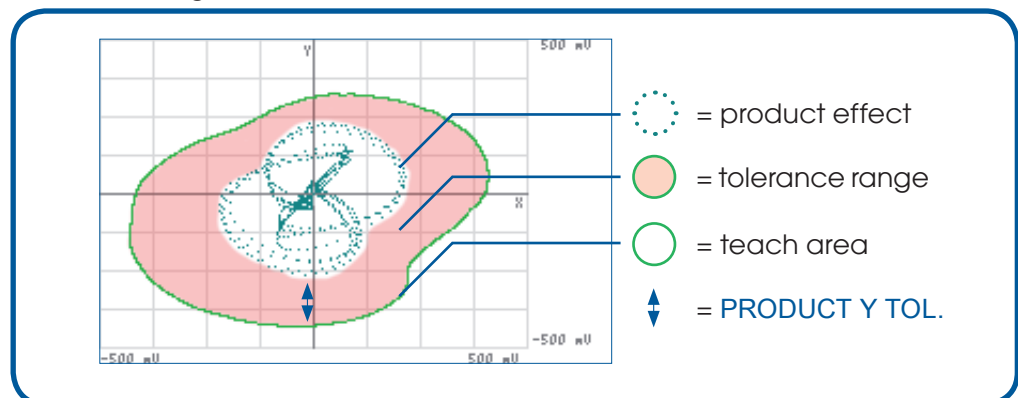 Y
500 mV
X
-500 mV
-500 mV
500 mV
= product effect
= tolerance range
= teach area
= PRODUCT Y TOL.